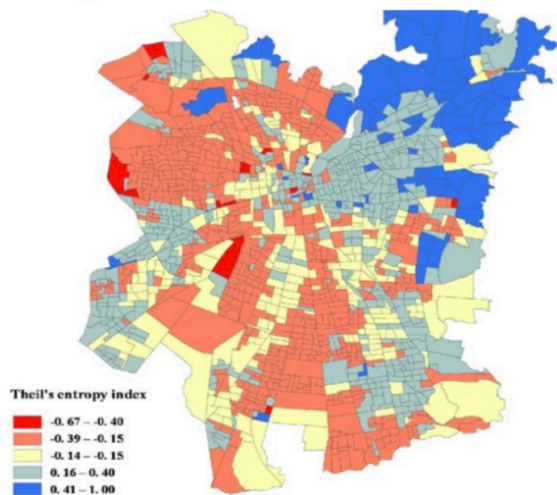 Theil's entropy index
-0.67 – -0.40
-0.39 – -0.15
-0.14 – -0.15
0.16 – 0.40
0.41 – 1.00